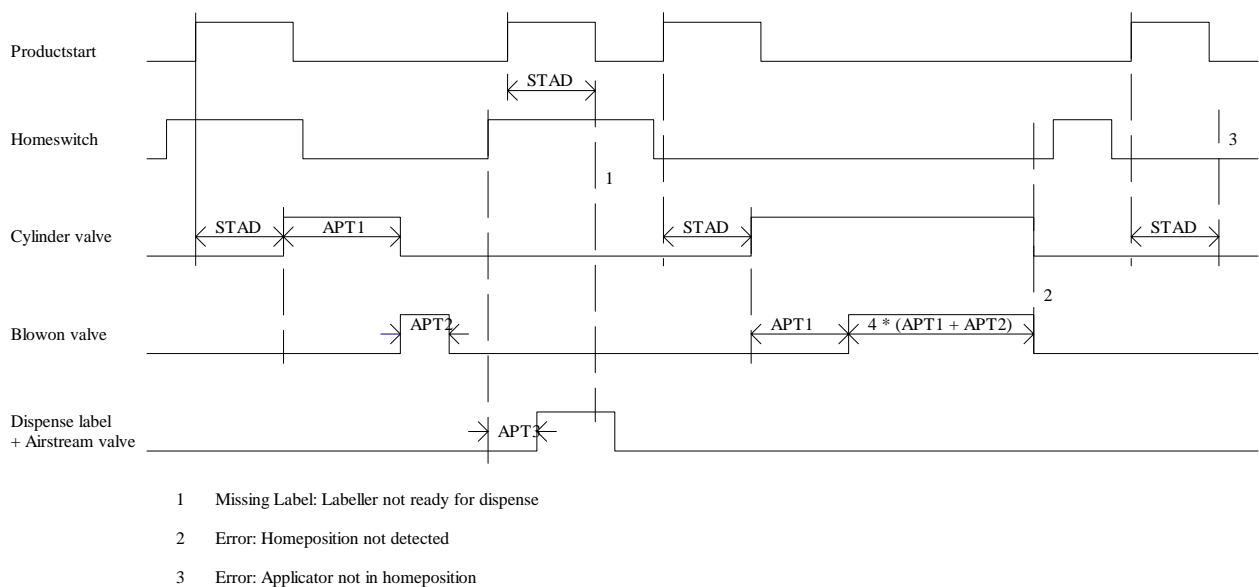 Productstart
STAD
Homeswitch
3
1
Cylinder valve
STAD
APT1
STAD
STAD
2
Blowon valve
APT2
APT1
4 * (APT1 + APT2)
Dispense label
+ Airstream valve
APT3
1 Missing Label: Labeller not ready for dispense
2 Error: Homeposition not detected
3 Error: Applicator not in homeposition